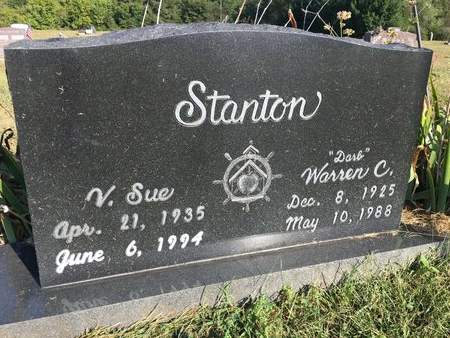 Stanton
V. Sue
Apr. 21, 1935
June 6, 1994
"Darb"
Warren C.
Dec. 8, 1925
May 10, 1988